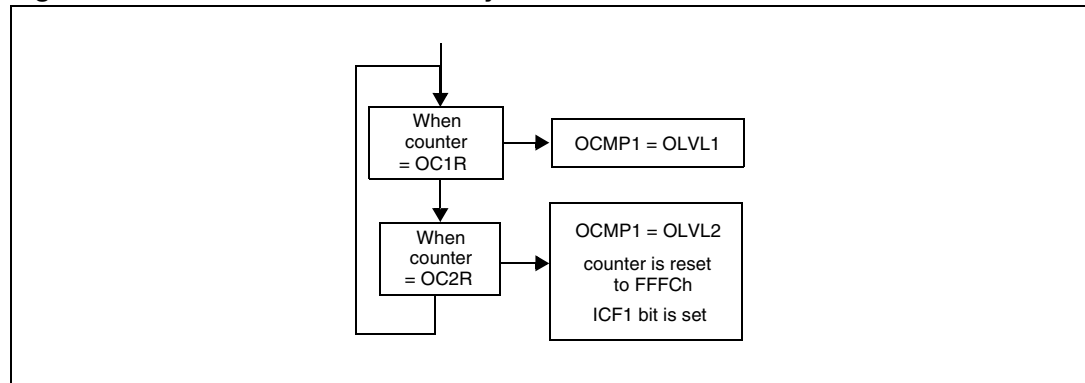 When
counter
= OC1R
OCMP1 = OLVL1
When
counter
= OC2R
OCMP1 = OLVL2
counter is reset
to FFFCh
ICF1 bit is set